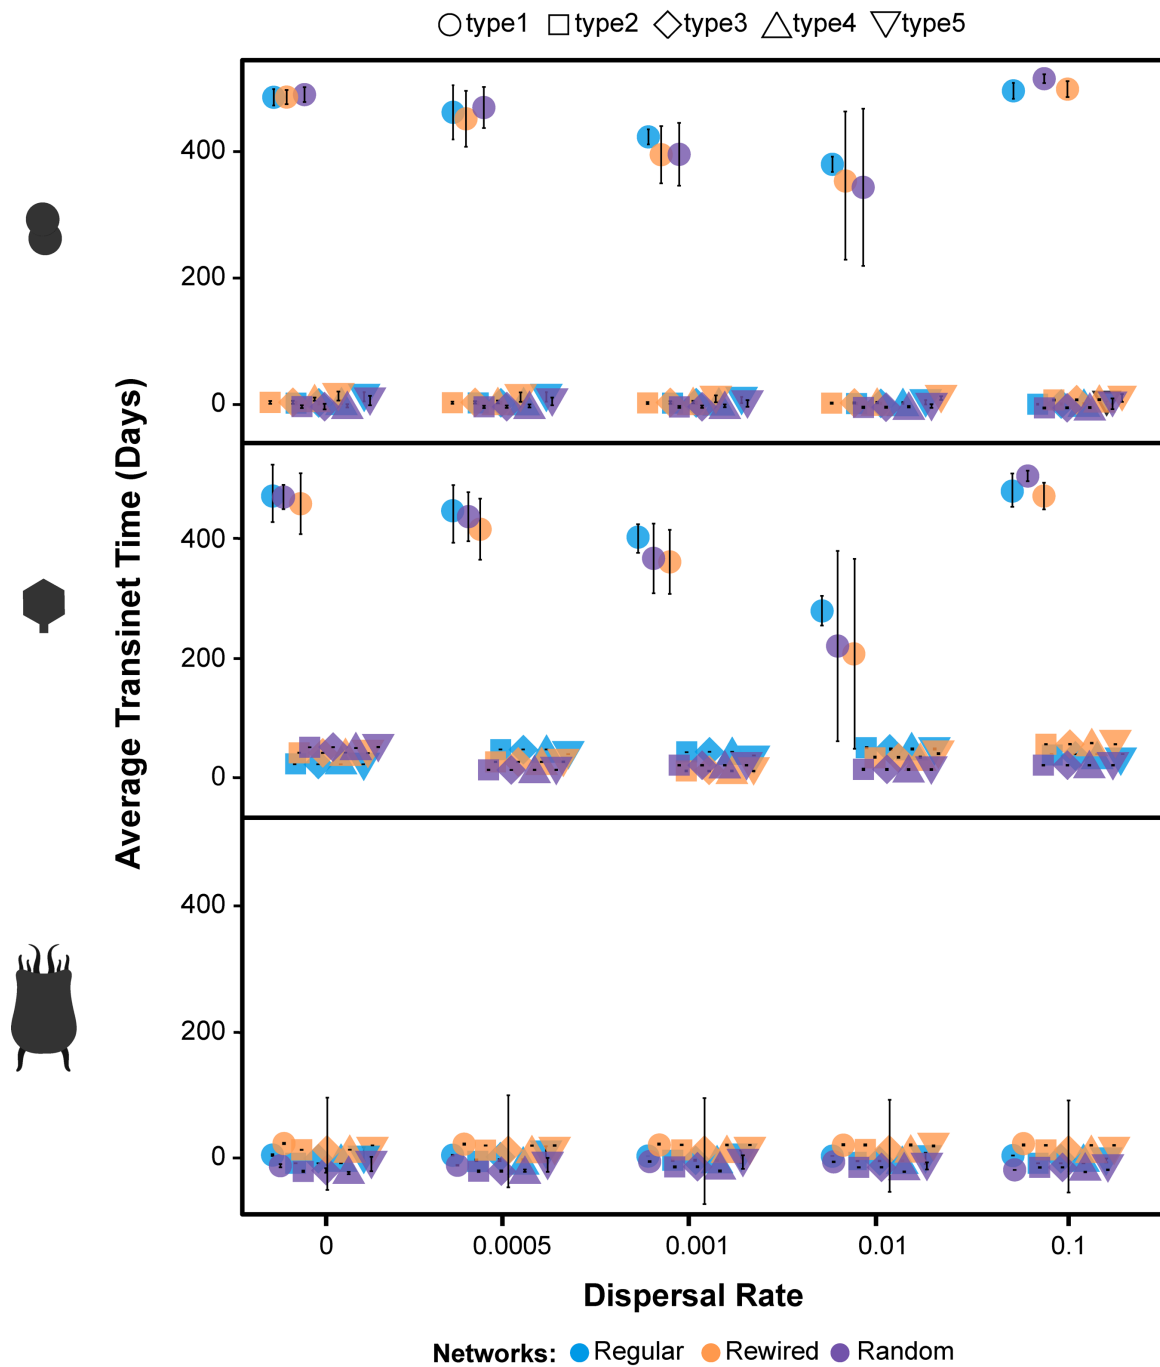 type1 type2 type3 type4 type5
400
200
0
400
200
0
400
200
0
Average Transinet Time (Days)
0 0.0005 0.001 0.01 0.1
Dispersal Rate
Networks: Regular Rewired Random